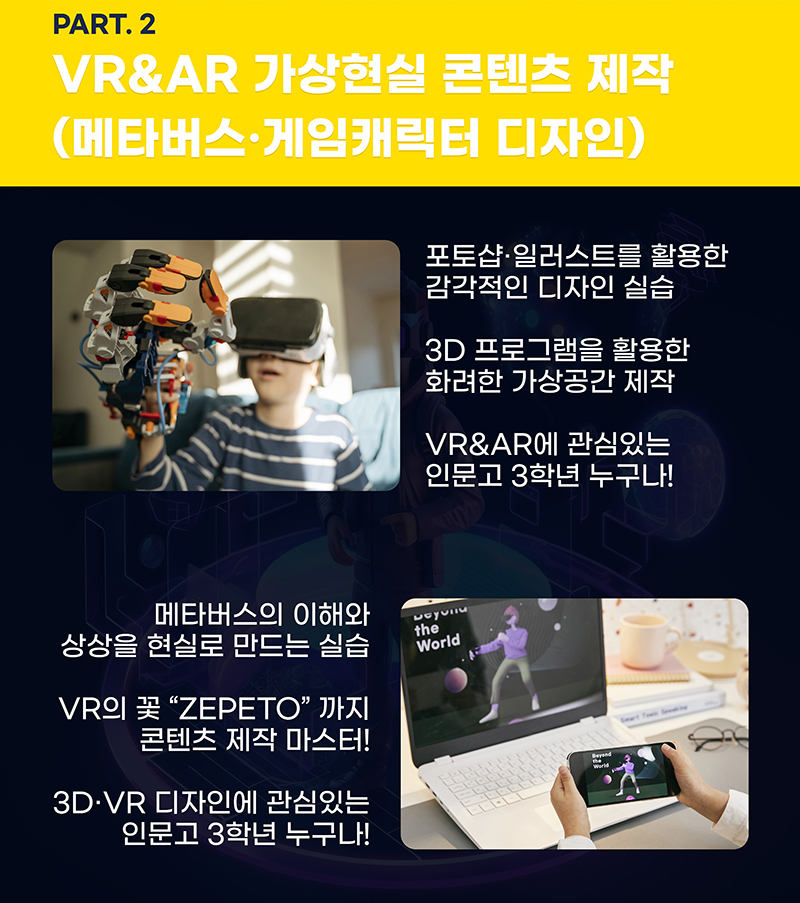 PART. 2
VR&AR 가상현실 콘텐츠 제작
(메타버스·게임캐릭터 디자인)
포토샵·일러스트를 활용한
감각적인 디자인 실습
3D 프로그램을 활용한
화려한 가상공간 제작
VR&AR에 관심있는
인문고 3학년 누구나!
메타버스의 이해와
상상을 현실로 만드는 실습
VR의 꽃 “ZEPETO” 까지
콘텐츠 제작 마스터!
3D·VR 디자인에 관심있는
인문고 3학년 누구나!
Beyond
the
World
Beyond
the
World